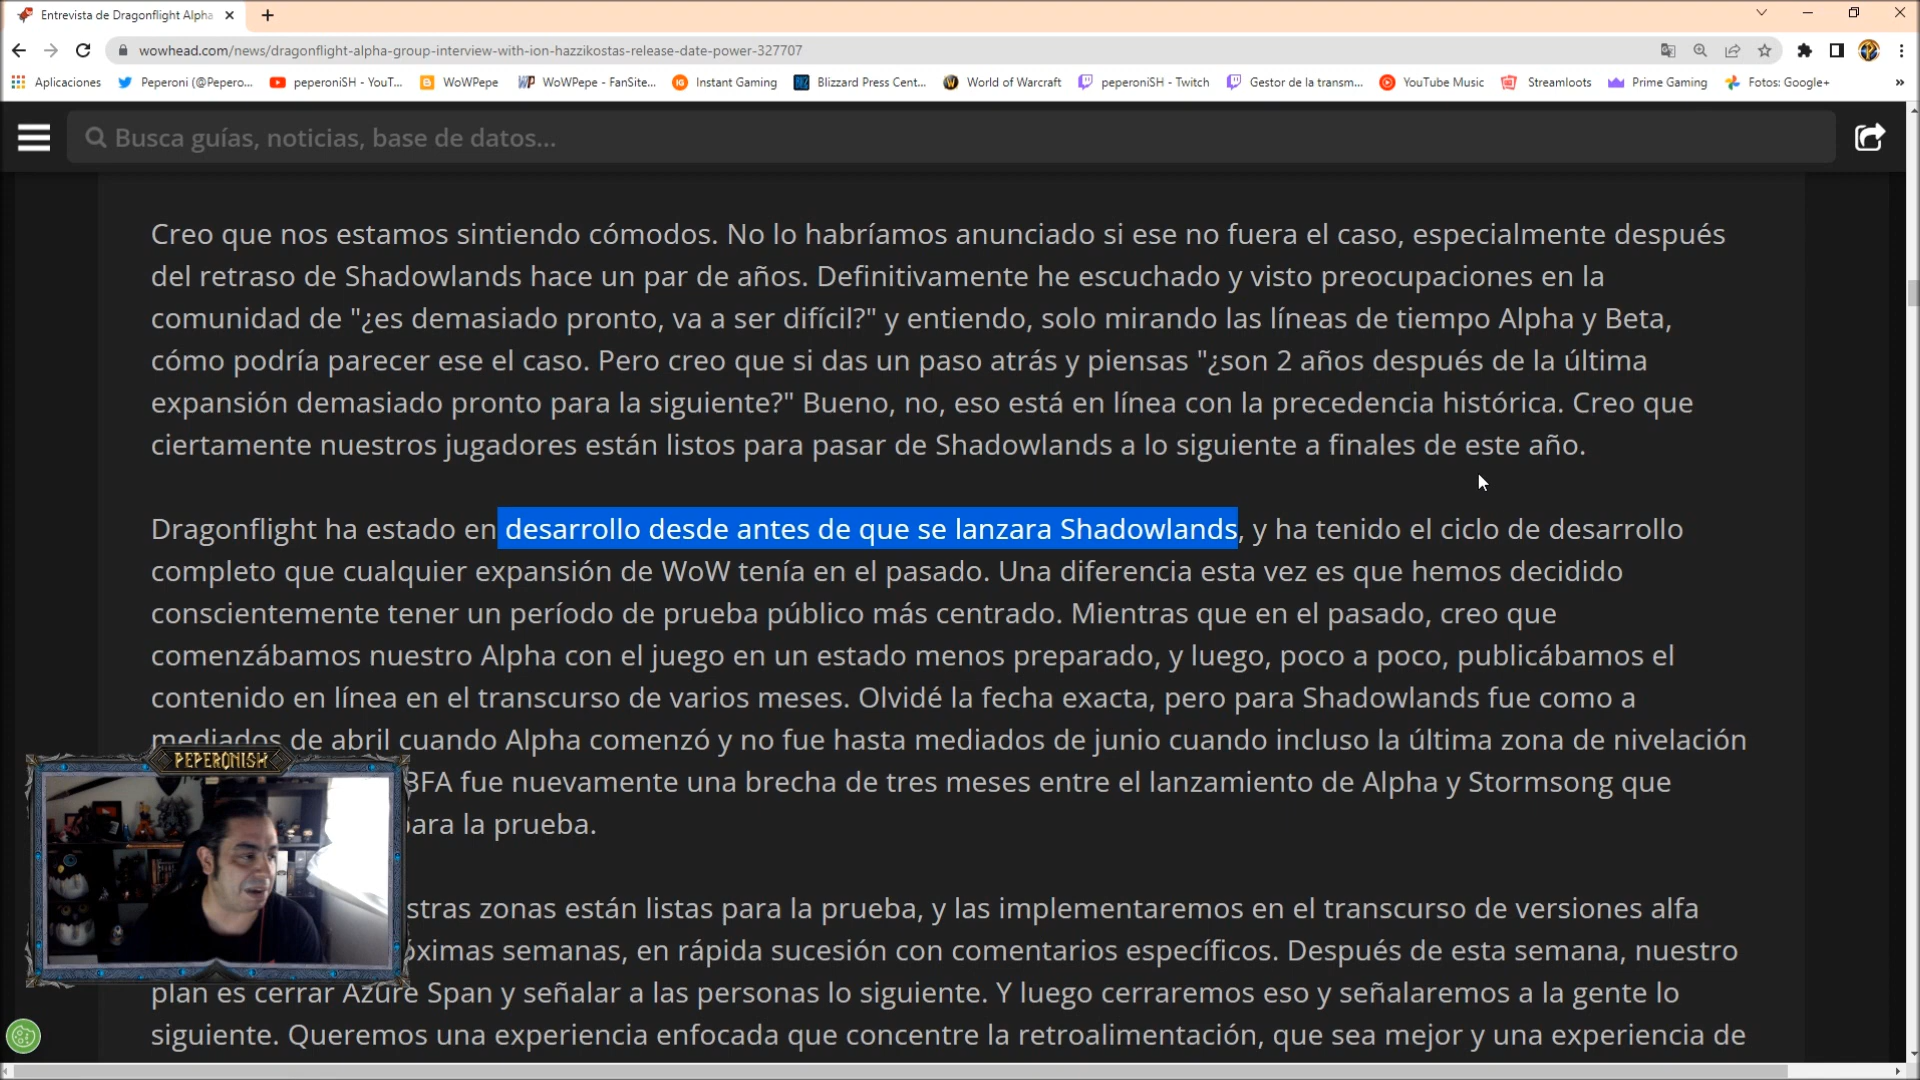 Entrevista de Dragonflight Alpha
wowhead.com/news/dragonflight-alpha-group-interview-with-ion-hazzikostas-release-date-power-327707
Aplicaciones Peperoni (@Pepero... peperoniSH - YouT... WoWPepe WoWPepe - FanSite... Instant Gaming Blizzard Press Cent... World of Warcraft peperoniSH - Twitch Gestor de la transm... YouTube Music Streamloots Prime Gaming Fotos: Google+ »
Busca guías, noticias, base de datos...
Creo que nos estamos sintiendo cómodos. No lo habríamos anunciado si ese no fuera el caso, especialmente después
del retraso de Shadowlands hace un par de años. Definitivamente he escuchado y visto preocupaciones en la
comunidad de "¿es demasiado pronto, va a ser difícil?" y entiendo, solo mirando las líneas de tiempo Alpha y Beta,
cómo podría parecer ese el caso. Pero creo que si das un paso atrás y piensas "¿son 2 años después de la última
expansión demasiado pronto para la siguiente?" Bueno, no, eso está en línea con la precedencia histórica. Creo que
ciertamente nuestros jugadores están listos para pasar de Shadowlands a lo siguiente a finales de este año.
Dragonflight ha estado en desarrollo desde antes de que se lanzara Shadowlands, y ha tenido el ciclo de desarrollo
completo que cualquier expansión de WoW tenía en el pasado. Una diferencia esta vez es que hemos decidido
conscientemente tener un período de prueba público más centrado. Mientras que en el pasado, creo que
comenzábamos nuestro Alpha con el juego en un estado menos preparado, y luego, poco a poco, publicábamos el
contenido en línea en el transcurso de varios meses. Olvidé la fecha exacta, pero para Shadowlands fue como a
mediados de abril cuando Alpha comenzó y no fue hasta mediados de junio cuando incluso la última zona de nivelación
BFA fue nuevamente una brecha de tres meses entre el lanzamiento de Alpha y Stormsong que
para la prueba.
PEPERONISH
stras zonas están listas para la prueba, y las implementaremos en el transcurso de versiones alfa
óximas semanas, en rápida sucesión con comentarios específicos. Después de esta semana, nuestro
plan es cerrar Azure Span y señalar a las personas lo siguiente. Y luego cerraremos eso y señalaremos a la gente lo
siguiente. Queremos una experiencia enfocada que concentre la retroalimentación, que sea mejor y una experiencia de